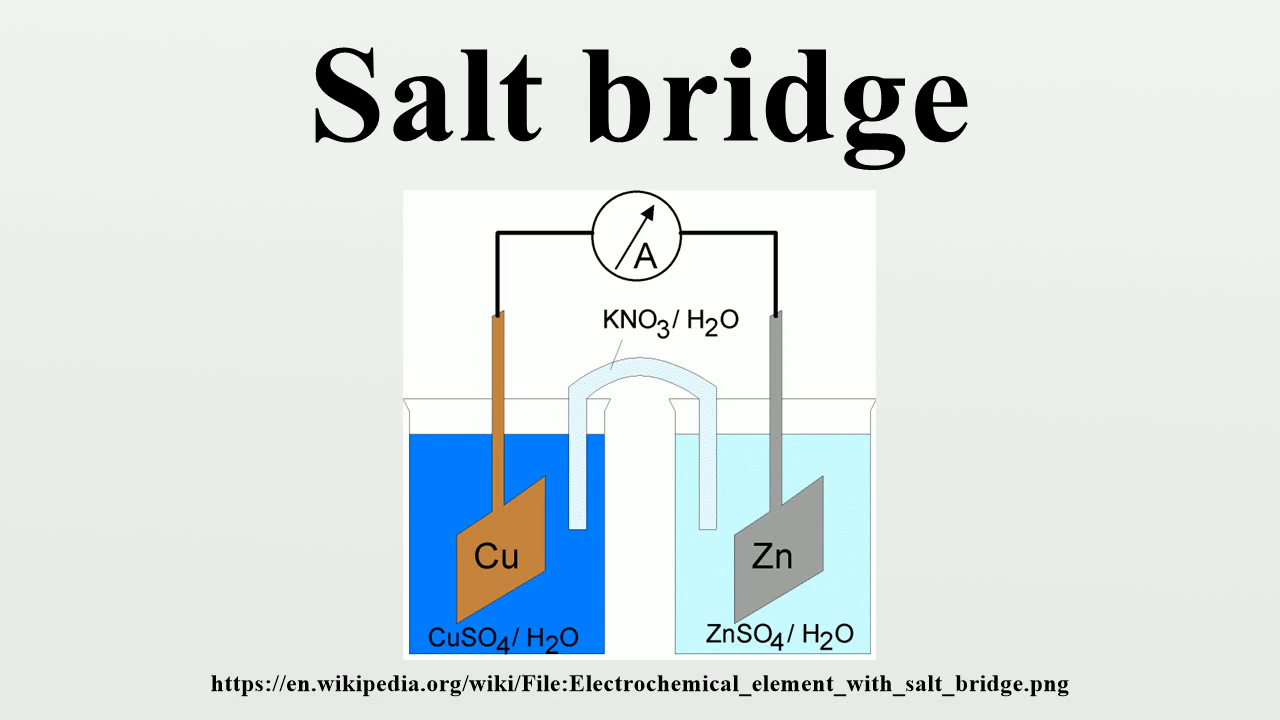 Salt bridge
A
KNO3/ H2O
Cu
Zn
CuSO4/ H2O
ZnSO4/ H2O
https://en.wikipedia.org/wiki/File:Electrochemical_element_with_salt_bridge.png